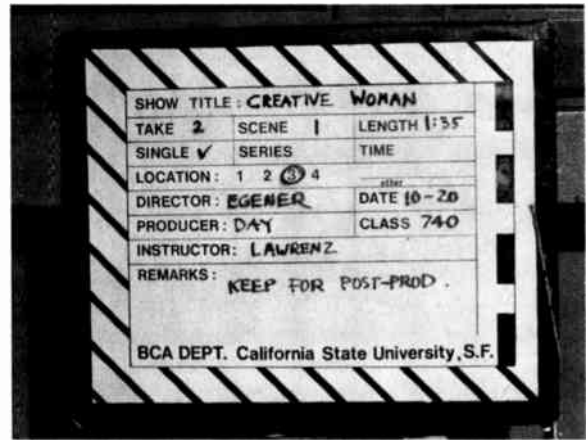 SHOW TITLE: CREATIVE WOMAN
TAKE 2 SCENE 1 LENGTH 1:35
SINGLE ✓ SERIES TIME
LOCATION: 1 2 3 4 other
DIRECTOR: EGENER DATE 10-20
PRODUCER: DAY CLASS 740
INSTRUCTOR: LAWRENZ
REMARKS: KEEP FOR POST-PROD.
BCA DEPT. California State University, S.F.